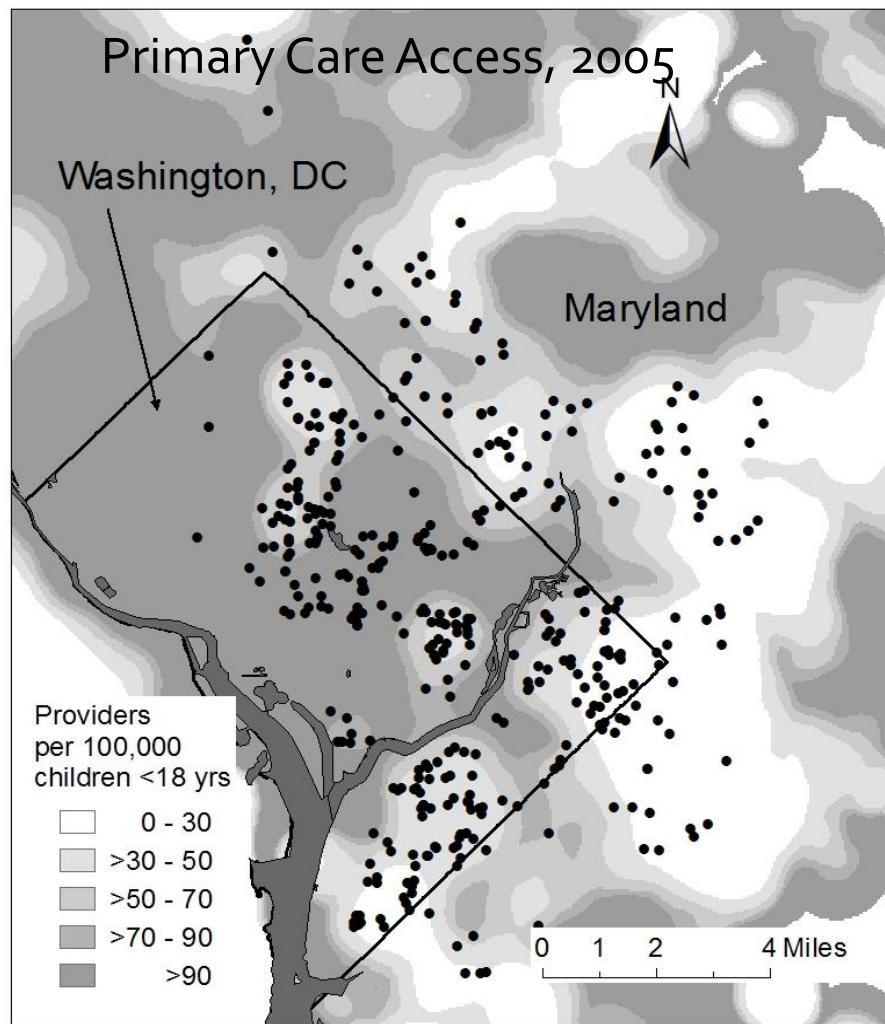 Primary Care Access, 2005
N
Washington, DC
Maryland
Providers
per 100,000
children <18 yrs
0 - 30
>30 - 50
>50 - 70
>70 - 90
>90
0 1 2 4 Miles